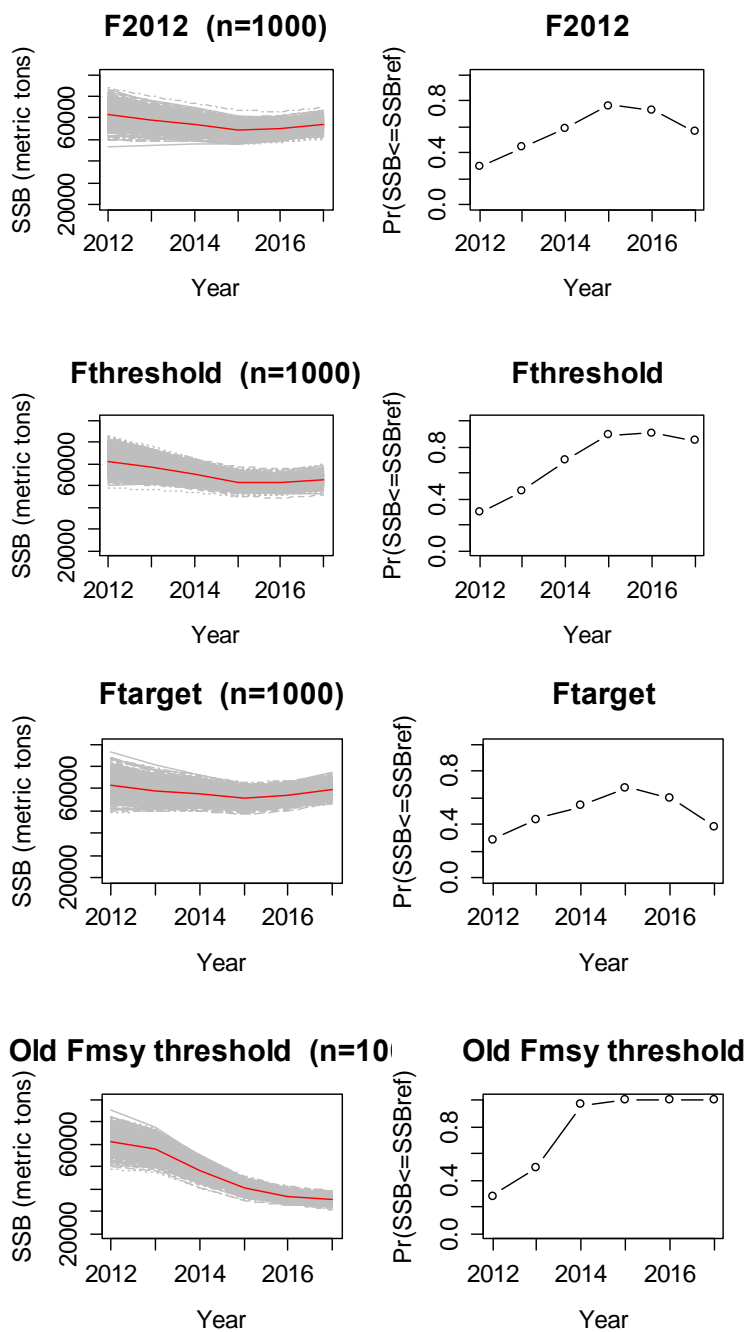 F2012 (n=1000)
SSB (metric tons)
60000
20000
2012 2014 2016
Year
F2012
Pr(SSB<=SSBref)
0.8
0.4
0.0
2012 2014 2016
Year
Fthreshold (n=1000)
SSB (metric tons)
60000
20000
2012 2014 2016
Year
Fthreshold
Pr(SSB<=SSBref)
0.8
0.4
0.0
2012 2014 2016
Year
Ftarget (n=1000)
SSB (metric tons)
60000
20000
2012 2014 2016
Year
Ftarget
Pr(SSB<=SSBref)
0.8
0.4
0.0
2012 2014 2016
Year
Old Fmsy threshold (n=10
SSB (metric tons)
60000
20000
2012 2014 2016
Year
Old Fmsy threshold
Pr(SSB<=SSBref)
0.8
0.4
0.0
2012 2014 2016
Year